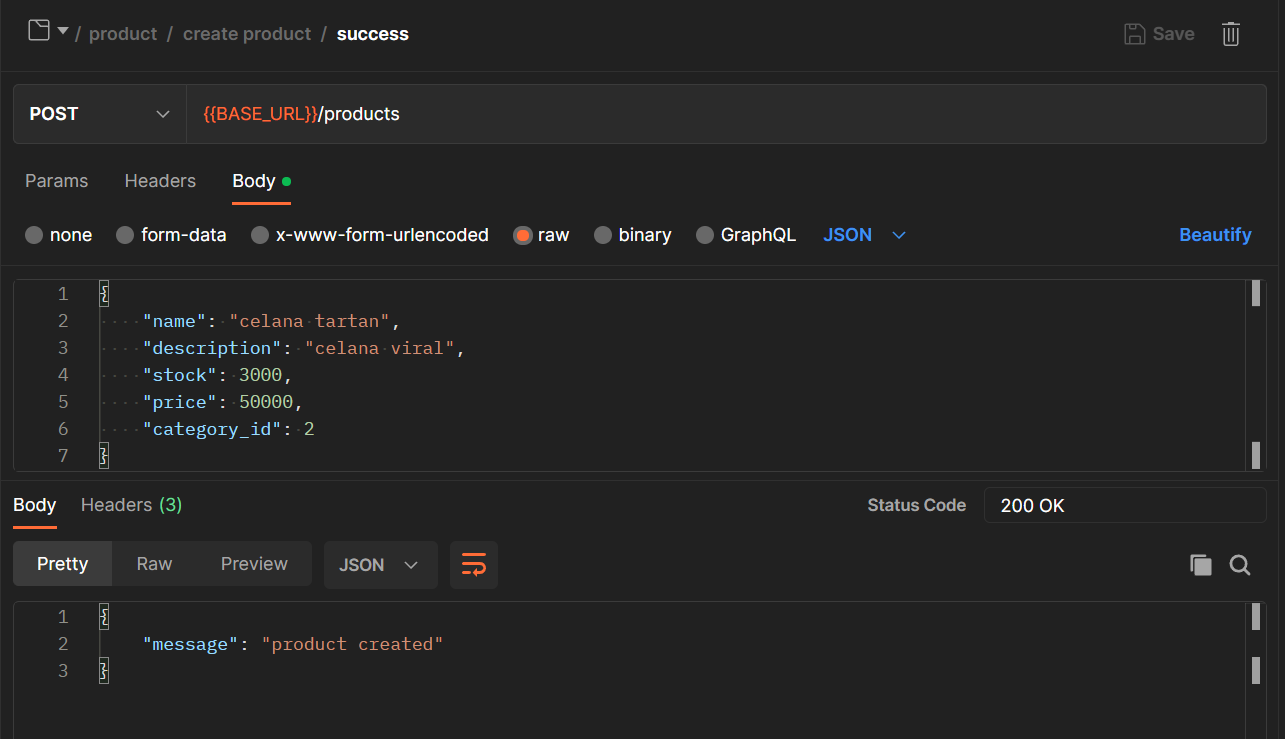 / product / create product / success Save
POST {{BASE_URL}}/products
Params Headers Body
none form-data x-www-form-urlencoded raw binary GraphQL JSON Beautify
1 {
2 "name": "celana tartan",
3 "description": "celana viral",
4 "stock": 3000,
5 "price": 50000,
6 "category_id": 2
7 }
Body Headers (3) Status Code 200 OK
Pretty Raw Preview JSON
1 {
2 "message": "product created"
3 }